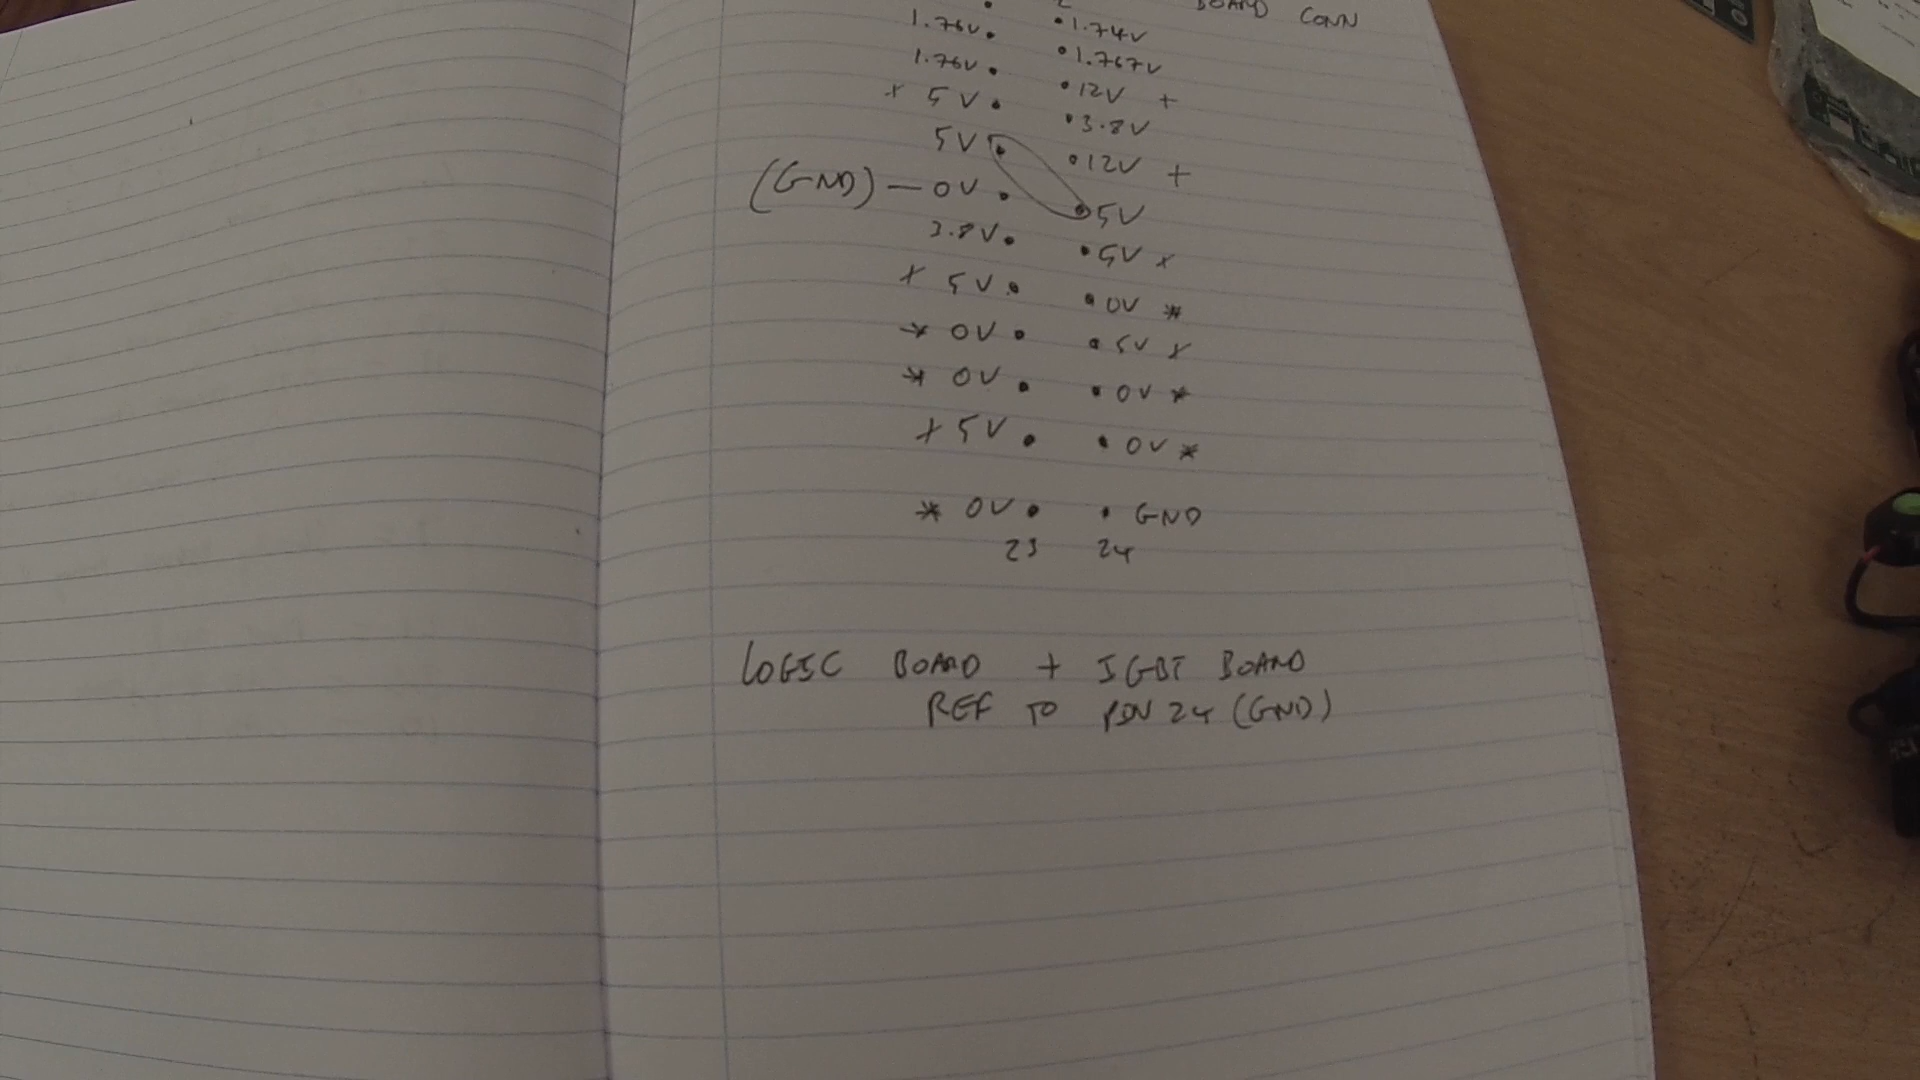 2 BOARD CONN
1.76V. •1.74V
1.76V. •1.767V
+ 5V. •12V +
5V. •3.8V
(GND) — 0V. •12V +
3.8V. •5V
+ 5V. •5V x
* 0V. •0V *
* 0V. •5V x
+ 5V. •0V *
•0V *
* 0V. • GND
23 24
LOGIC BOARD + IGBT BOARD
REF TO PIN 24 (GND)